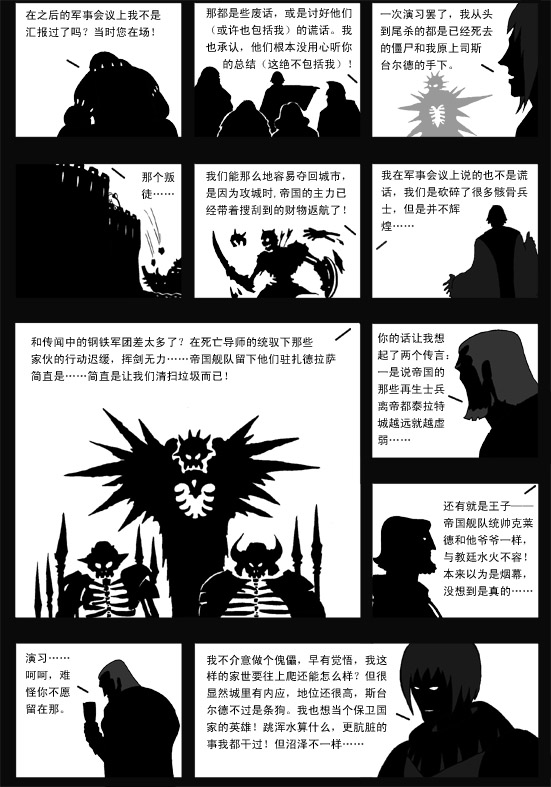 在之后的军事会议上我不是
汇报过了吗？当时您在场！
那都是些废话，或是讨好他们
（或许也包括我）的谎话。我
也承认，他们根本没用心听你
的总结（这绝不包括我）！
一次演习罢了，我从头
到尾杀的都是已经死去
的僵尸和我原上司斯
台尔德的手下。
那个叛
徒……
我们能那么地容易夺回城市，
是因为攻城时，帝国的主力已
经带着搜刮到的财物返航了！
我在军事会议上说的也不是谎
话，我们是砍碎了很多骸骨兵
士，但是并不辉
煌……
和传闻中的钢铁军团差太多了？在死亡导师的统驭下那些
家伙的行动迟缓，挥剑无力……帝国舰队留下他们驻扎德拉萨
简直是……简直是让我们清扫垃圾而已！
你的话让我想
起了两个传言：
一是说帝国的
那些再生士兵
离帝都泰拉特
城越远就越虚
弱……
还有就是王子——
帝国舰队统帅克莱
德和他爷爷一样，
与教廷水火不容！
本来以为是烟幕，
没想到是真的……
演习……
呵呵，难
怪你不愿
留在那。
我不介意做个傀儡，早有觉悟，我这
样的家世要往上爬还能怎么样？但很
显然城里有内应，地位还很高，斯台
尔德不过是条狗。我也想当个保卫国
家的英雄！跳浑水算什么，更肮脏的
事我都干过！但沼泽不一样……